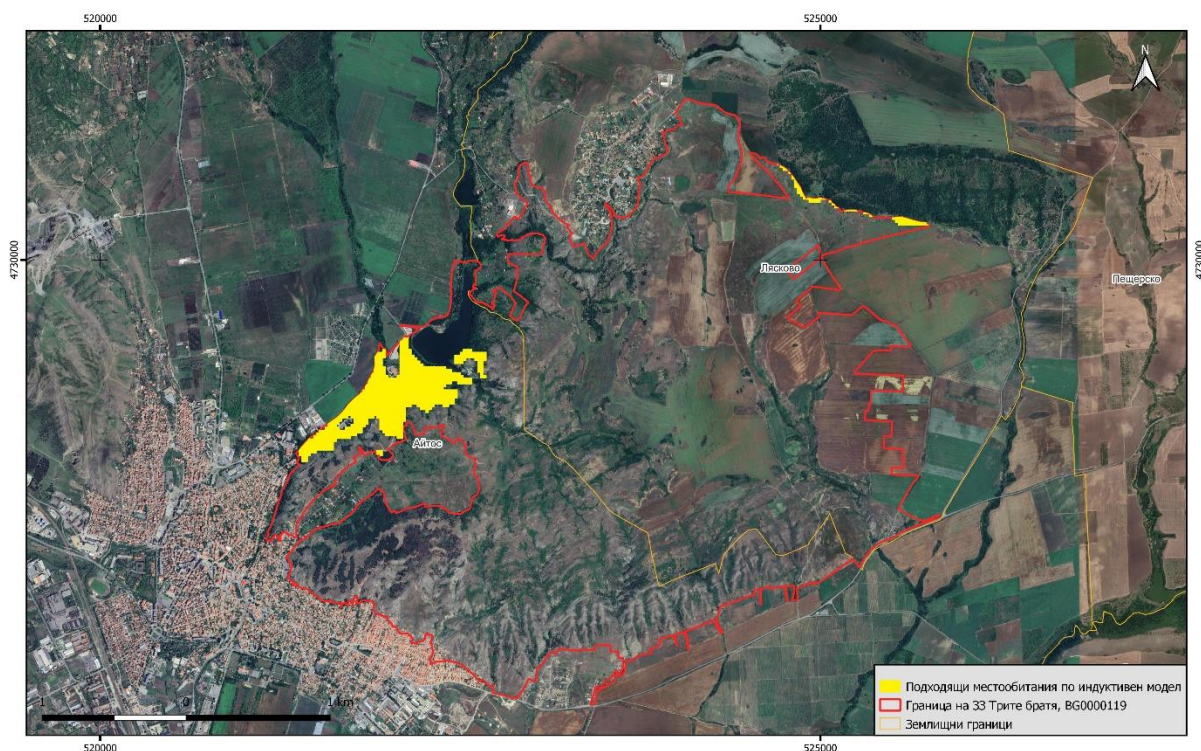 520000
525000
N
4730000
4730000
Лясково
Пещерско
Айтос
1
0
1 km
Подходящи местообитания по индуктивен модел
Граница на ЗЗ Трите братя, BG0000119
Землищни граници
520000
525000